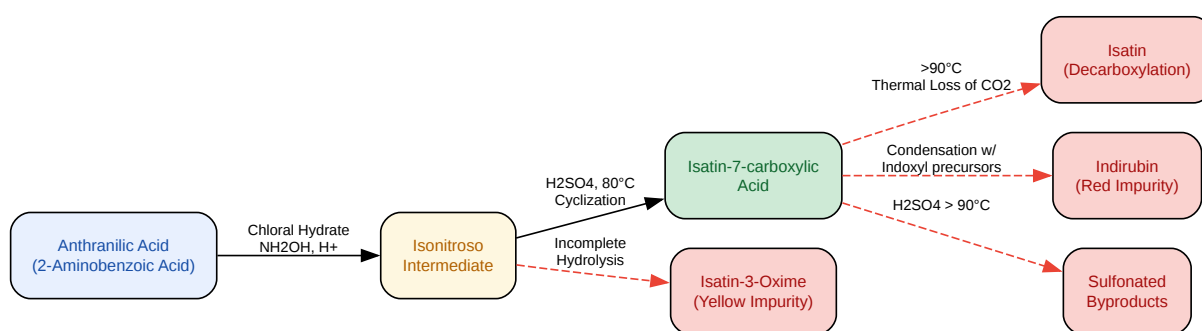 Anthranilic Acid
(2-Aminobenzoic Acid)
Chloral Hydrate
NH2OH, H+
Isonitroso
Intermediate
H2SO4, 80°C
Cyclization
Incomplete
Hydrolysis
Isatin-7-carboxylic
Acid
Isatin-3-Oxime
(Yellow Impurity)
>90°C
Thermal Loss of CO2
Condensation w/
Indoxyl precursors
H2SO4 > 90°C
Isatin
(Decarboxylation)
Indirubin
(Red Impurity)
Sulfonated
Byproducts